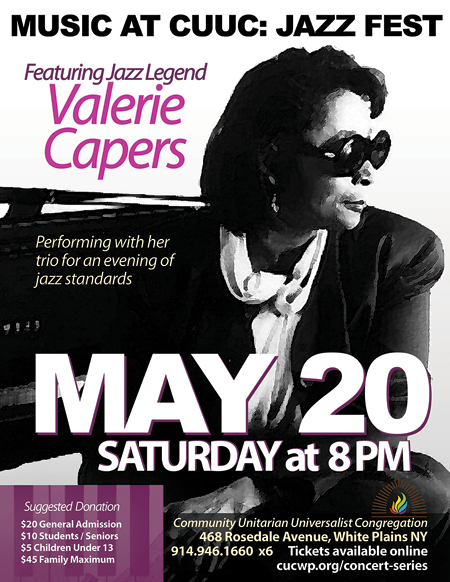 MUSIC AT CUUC: JAZZ FEST
Featuring Jazz Legend
Valerie
Capers
Performing with her
trio for an evening of
jazz standards
MAY 20
SATURDAY at 8 PM
Suggested Donation
$20 General Admission
$10 Students / Seniors
$5 Children Under 13
$45 Family Maximum
Community Unitarian Universalist Congregation
468 Rosedale Avenue, White Plains NY
914.946.1660 x6 Tickets available online
cucwp.org/concert-series